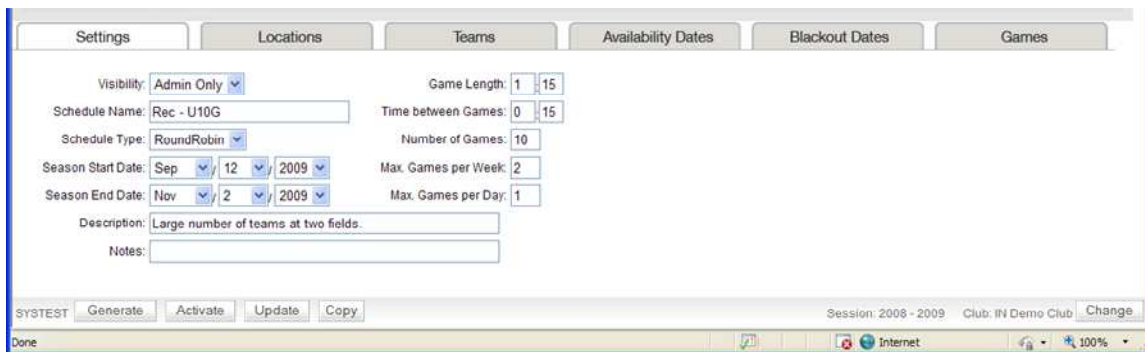 Settings Locations Teams Availability Dates Blackout Dates Games
Visibility: Admin Only Game Length: 1 : 15
Schedule Name: Rec - U10G Time between Games: 0 : 15
Schedule Type: RoundRobin Number of Games: 10
Season Start Date: Sep / 12 / 2009 Max. Games per Week: 2
Season End Date: Nov / 2 / 2009 Max. Games per Day: 1
Description: Large number of teams at two fields.
Notes:
SYSTEST Generate Activate Update Copy Session: 2008 - 2009 Club: IN Demo Club Change
Done Internet 100%